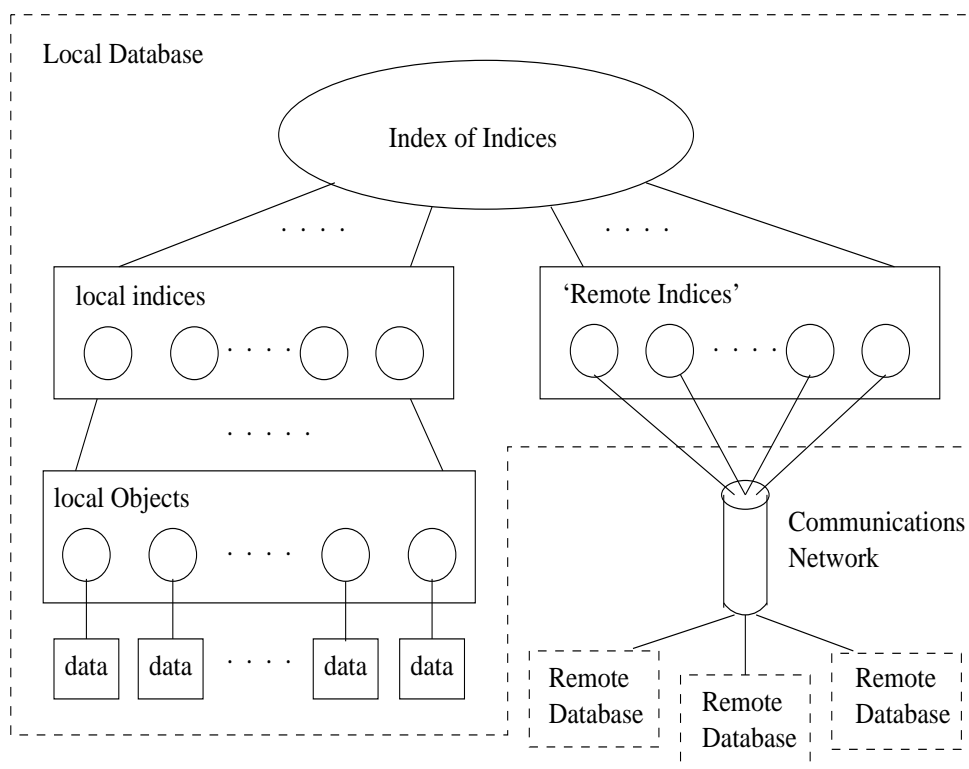 Local Database
Index of Indices
. . . .
. . . .
local indices
. . . .
‘Remote Indices’
. . . .
. . . . .
local Objects
. . . .
Communications
Network
data
data
. . . .
data
data
Remote
Database
Remote
Database
Remote
Database